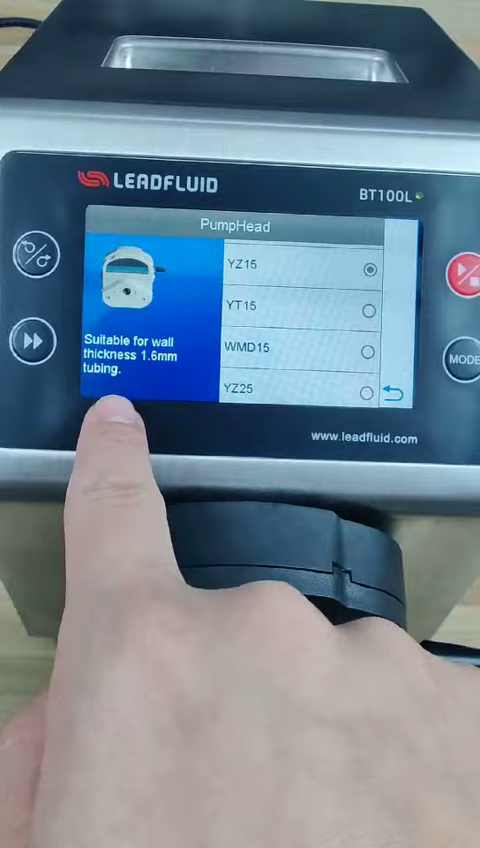 LEADFLUID
BT100L
PumpHead
YZ15
YT15
Suitable for wall
thickness 1.6mm
tubing.
WMD15
YZ25
MODE
www.leadfluid.com